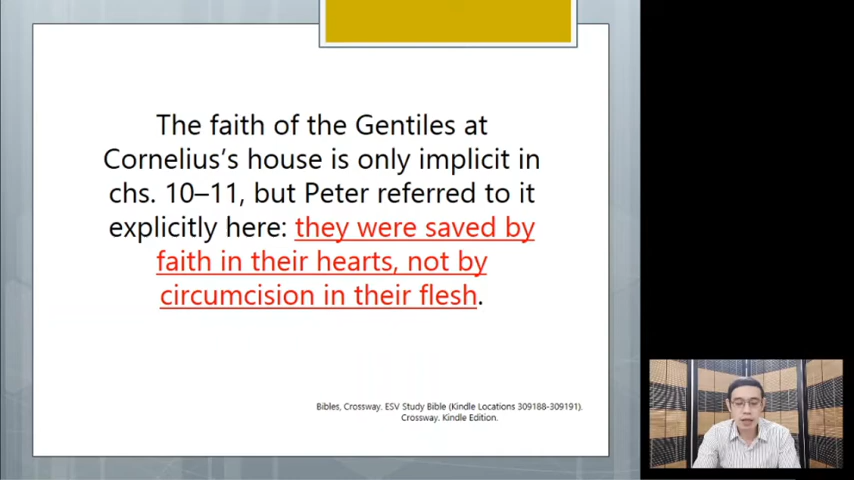 The faith of the Gentiles at
Cornelius’s house is only implicit in
chs. 10–11, but Peter referred to it
explicitly here: they were saved by
faith in their hearts, not by
circumcision in their flesh.
Bibles, Crossway. ESV Study Bible (Kindle Locations 309188-309191).
Crossway. Kindle Edition.